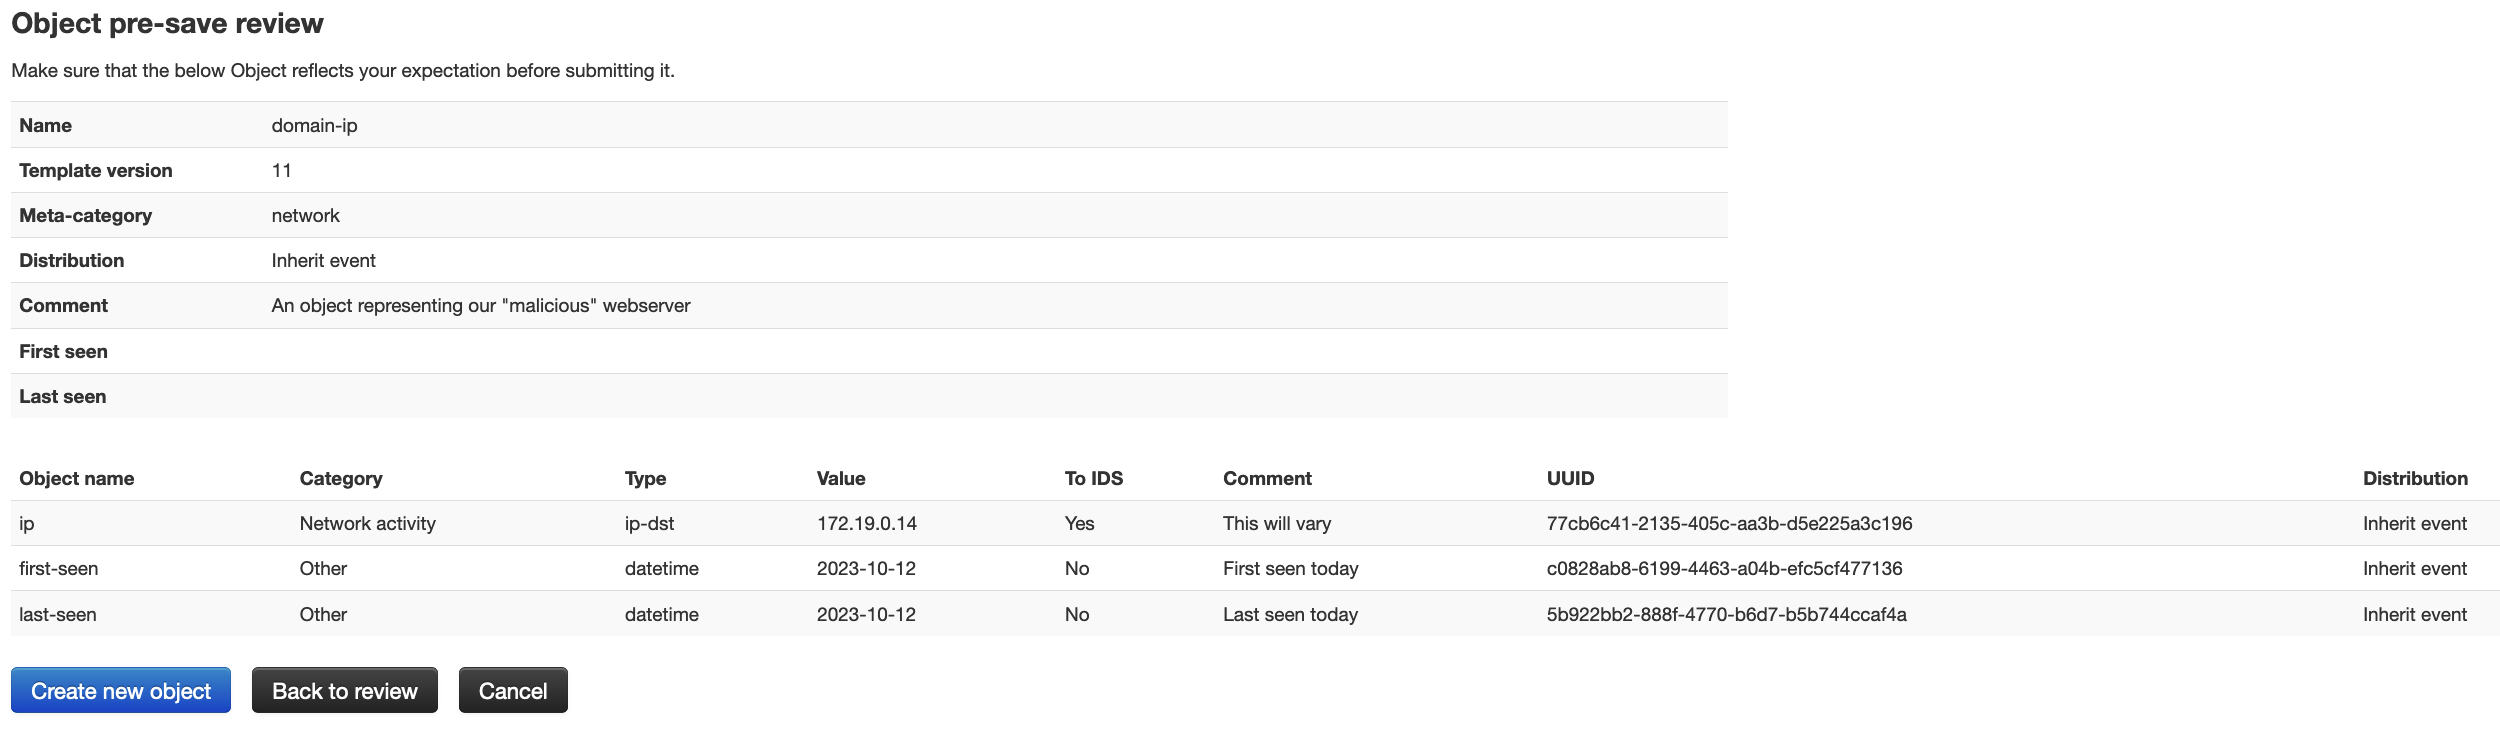 Object pre-save review
Make sure that the below Object reflects your expectation before submitting it.
Name domain-ip
Template version 11
Meta-category network
Distribution Inherit event
Comment An object representing our "malicious" webserver
First seen
Last seen
Object name Category Type Value To IDS Comment UUID Distribution
ip Network activity ip-dst 172.19.0.14 Yes This will vary 77cb6c41-2135-405c-aa3b-d5e225a3c196 Inherit event
first-seen Other datetime 2023-10-12 No First seen today c0828ab8-6199-4463-a04b-efc5cf477136 Inherit event
last-seen Other datetime 2023-10-12 No Last seen today 5b922bb2-888f-4770-b6d7-b5b744ccaf4a Inherit event
Create new object Back to review Cancel